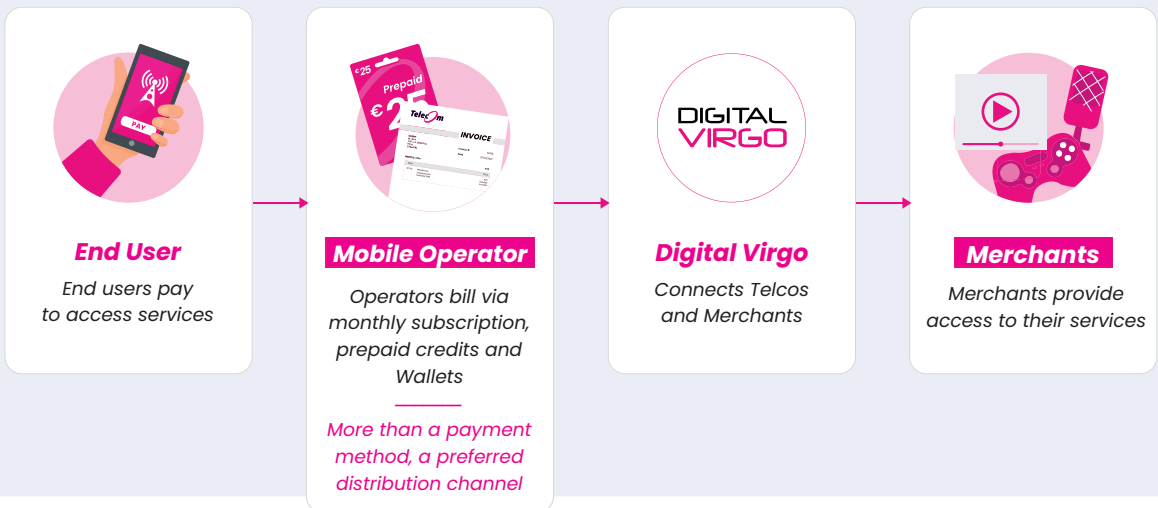 PAY
End User
End users pay
to access services
€25
Prepaid
€25
Telecom
INVOICE
Mobile Operator
Operators bill via
monthly subscription,
prepaid credits and
Wallets
More than a payment
method, a preferred
distribution channel
DIGITAL
VIRGO
Digital Virgo
Connects Telcos
and Merchants
Merchants
Merchants provide
access to their services